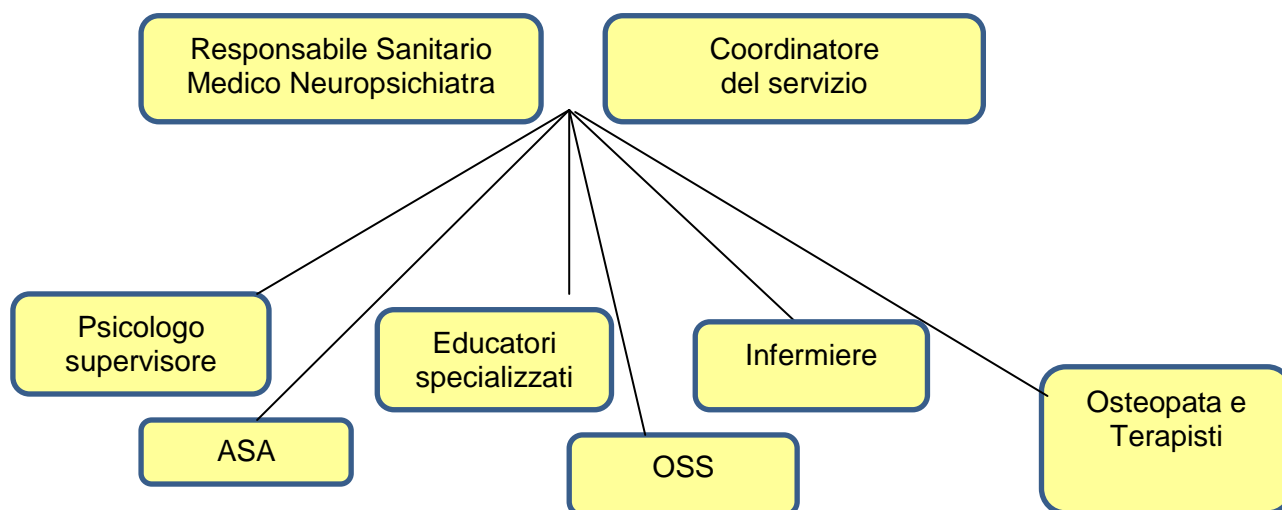 Responsabile Sanitario
Medico Neuropsichiatra
Coordinatore
del servizio
Psicologo
supervisore
Educatori
specializzati
Infermiere
Osteopata e
Terapisti
ASA
OSS